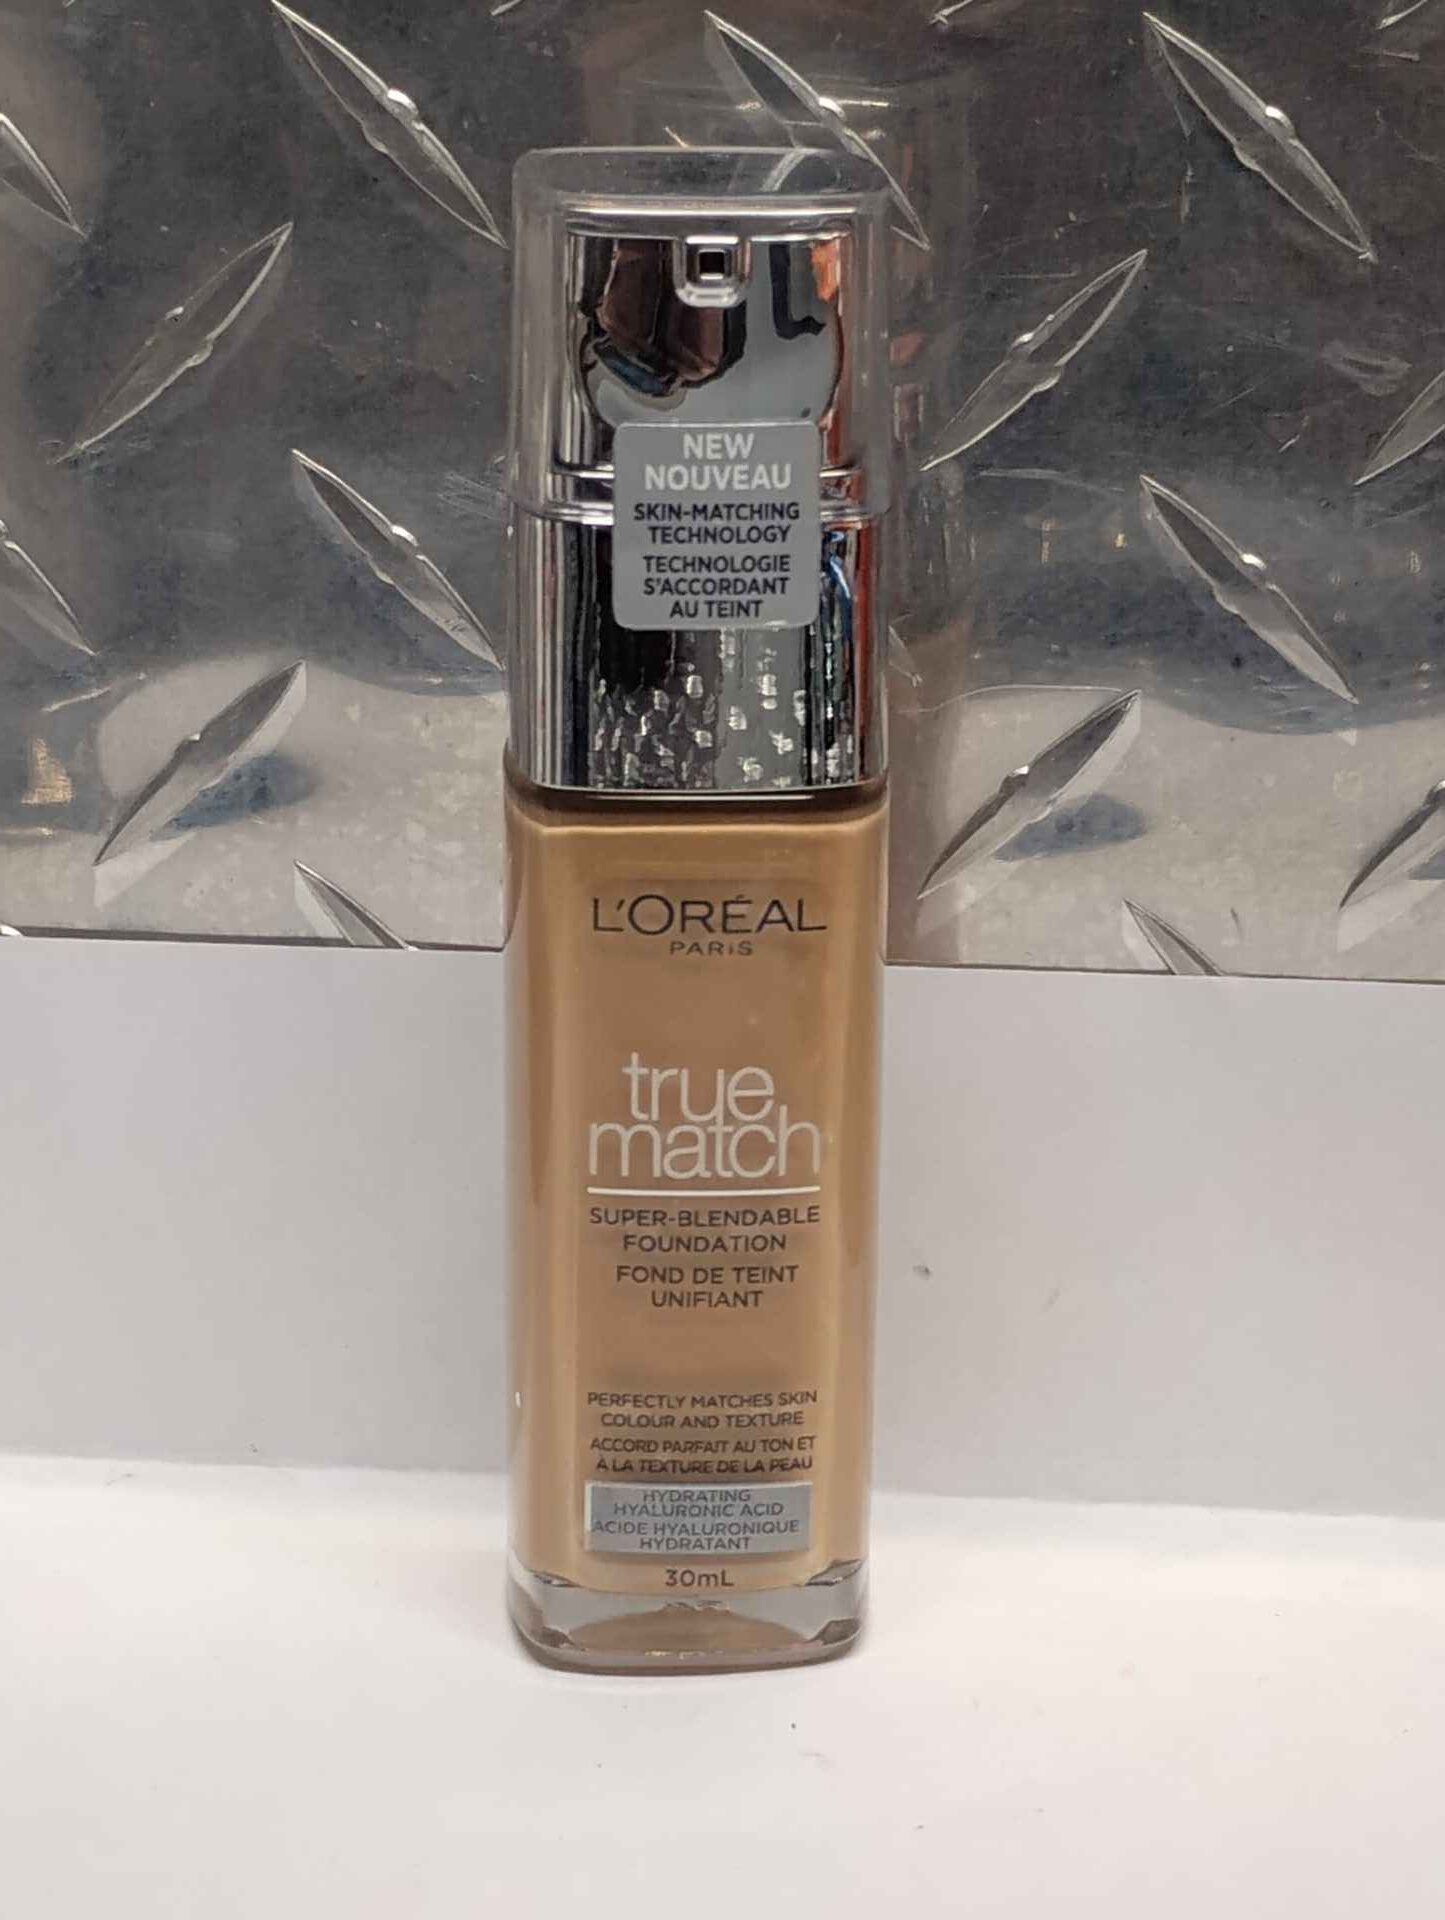 NEW
NOUVEAU
SKIN-MATCHING
TECHNOLOGY
TECHNOLOGIE
S'ACCORDANT
AU TEINT
L'ORÉAL
PARIS
true
match
SUPER-BLENDABLE
FOUNDATION
FOND DE TEINT
UNIFIANT
PERFECTLY MATCHES SKIN
COLOUR AND TEXTURE
ACCORD PARFAIT AU TON ET
À LA TEXTURE DE LA PEAU
HYDRATING
HYALURONIC ACID
ACIDE HYALURONIQUE
HYDRATANT
30mL